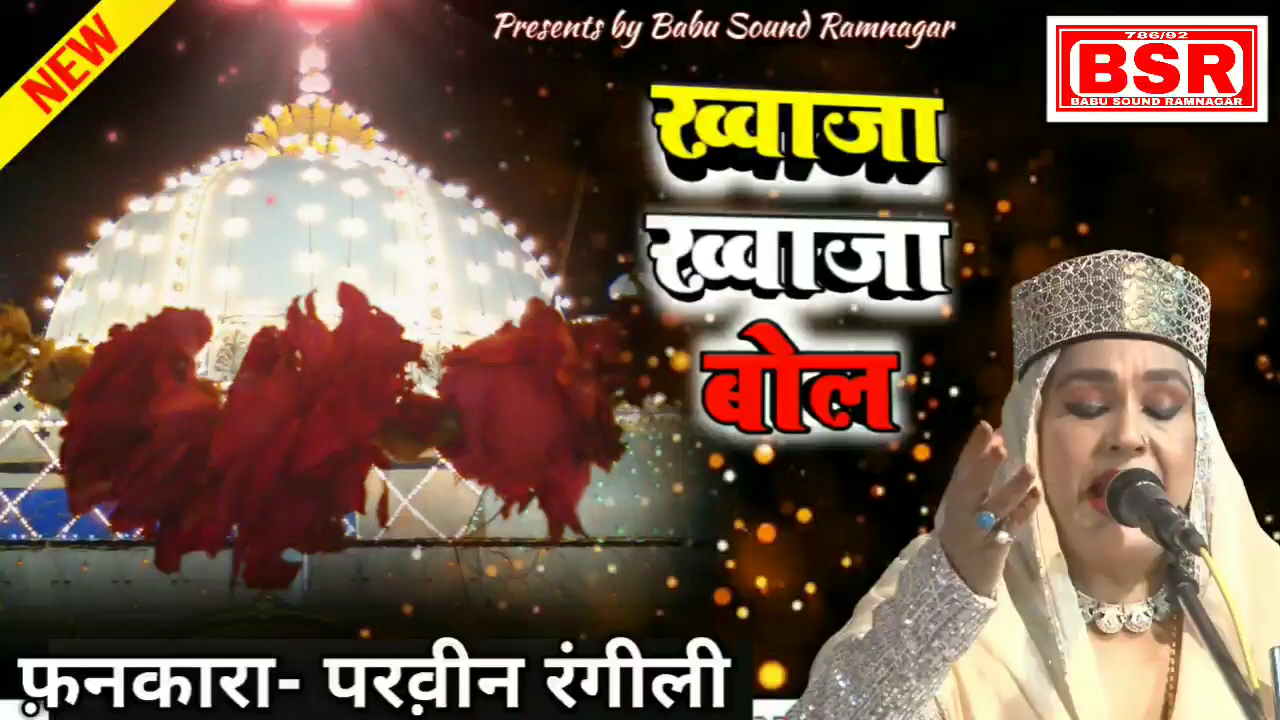 NEW
Presents by Babu Sound Ramnagar
786/92
BSR
BABU SOUND RAMNAGAR
ख्वाजा
ख्वाजा
बोल
फ़नकारा- परव़ीन रंगीली